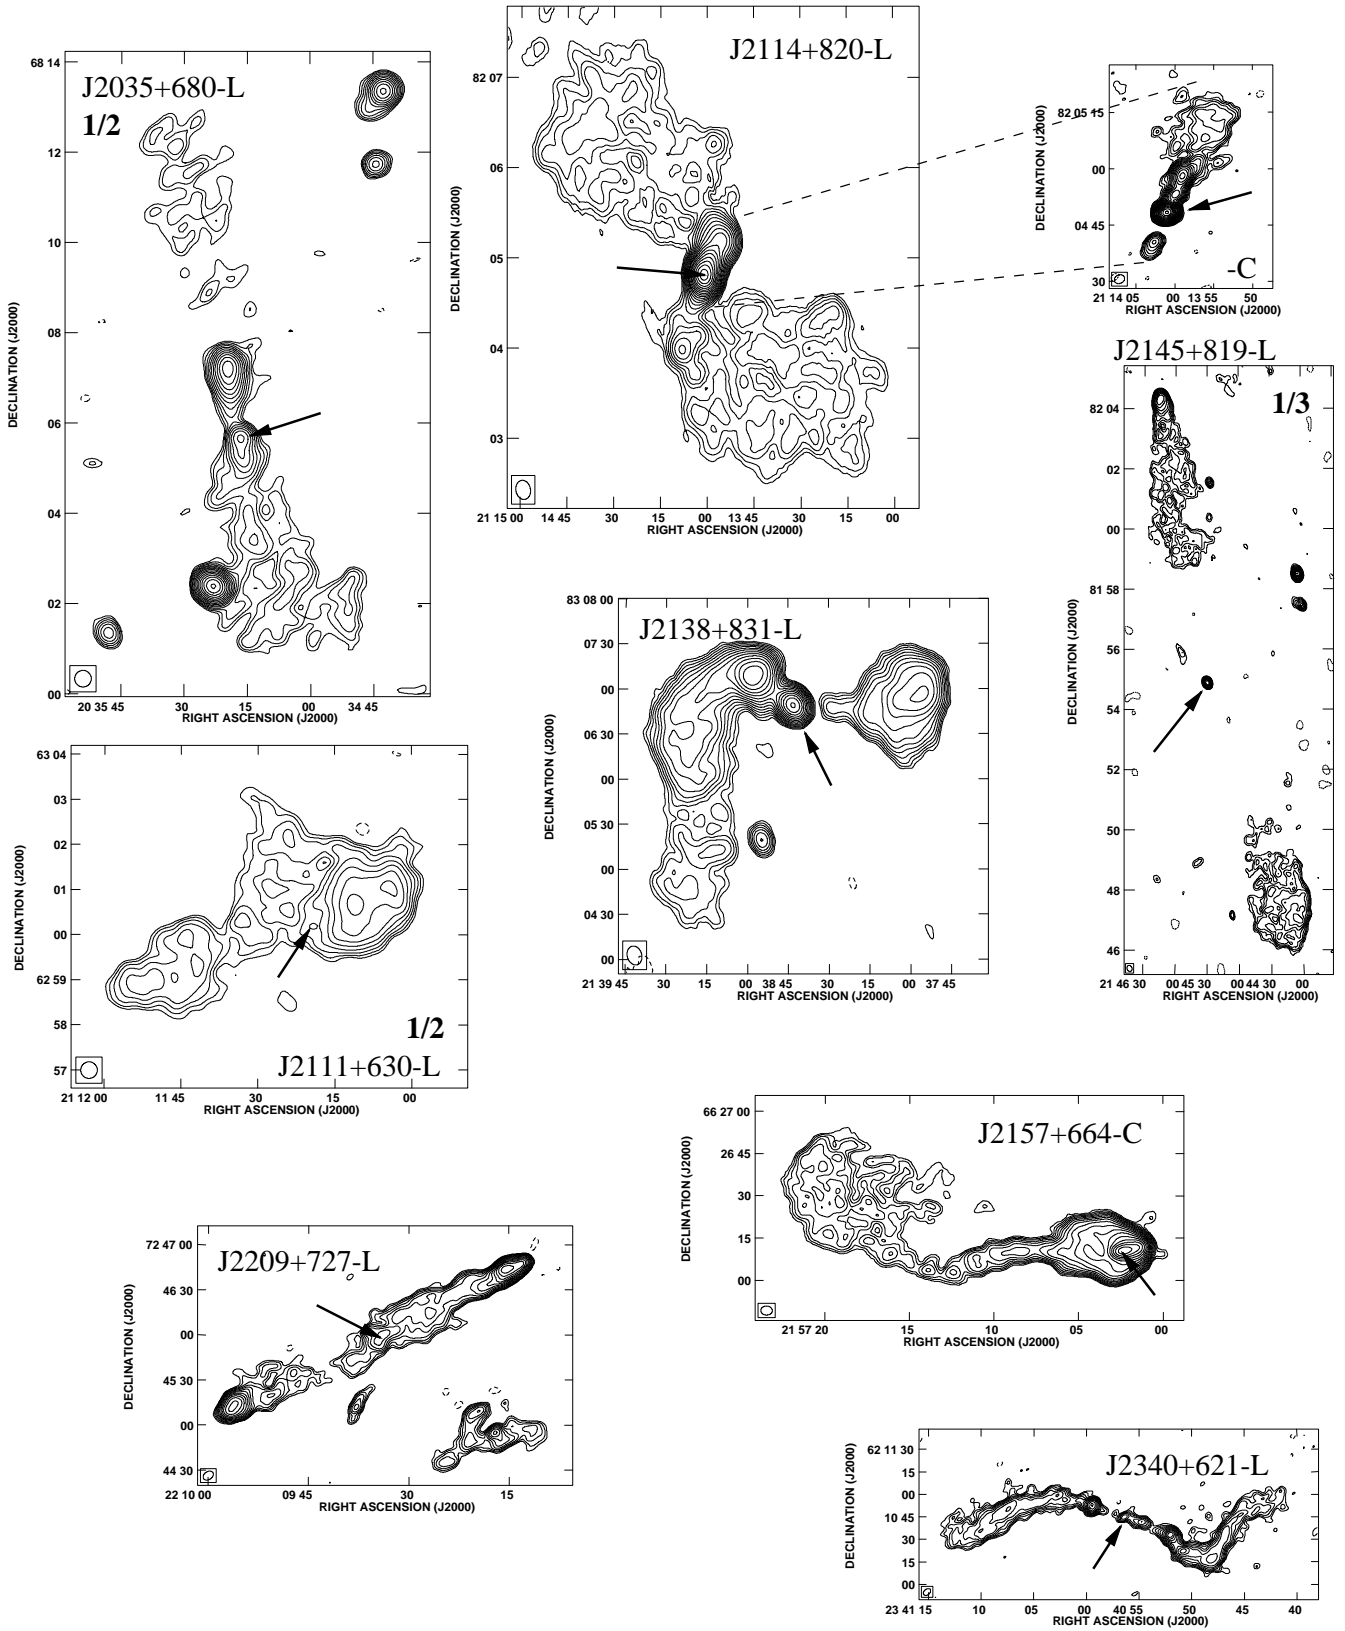 J2035+680-L
1/2
68 14
12
10
08
06
04
02
00
DECLINATION (J2000)
20 35 45 30 15 00 34 45
RIGHT ASCENSION (J2000)
J2114+820-L
82 07
06
05
04
03
DECLINATION (J2000)
21 15 00 14 45 30 15 00 13 45 30 15 00
RIGHT ASCENSION (J2000)
82 05 15
00
04 45
30
DECLINATION (J2000)
-C
21 14 05 00 13 55 50
RIGHT ASCENSION (J2000)
J2145+819-L
1/3
82 04
02
00
81 58
56
54
52
50
48
46
DECLINATION (J2000)
21 46 30 00 45 30 00 44 30 00
RIGHT ASCENSION (J2000)
J2138+831-L
83 08 00
07 30
00
06 30
00
05 30
00
04 30
00
DECLINATION (J2000)
21 39 45 30 15 00 38 45 30 15 00 37 45
RIGHT ASCENSION (J2000)
63 04
03
02
01
00
62 59
58
57
DECLINATION (J2000)
1/2
J2111+630-L
21 12 00 11 45 30 15 00
RIGHT ASCENSION (J2000)
J2157+664-C
66 27 00
26 45
30
15
00
DECLINATION (J2000)
21 57 20 15 10 05 00
RIGHT ASCENSION (J2000)
J2209+727-L
72 47 00
46 30
00
45 30
00
44 30
DECLINATION (J2000)
22 10 00 09 45 30 15
RIGHT ASCENSION (J2000)
J2340+621-L
62 11 30
15
00
10 45
30
15
00
DECLINATION (J2000)
23 41 15 10 05 00 40 55 50 45 40
RIGHT ASCENSION (J2000)